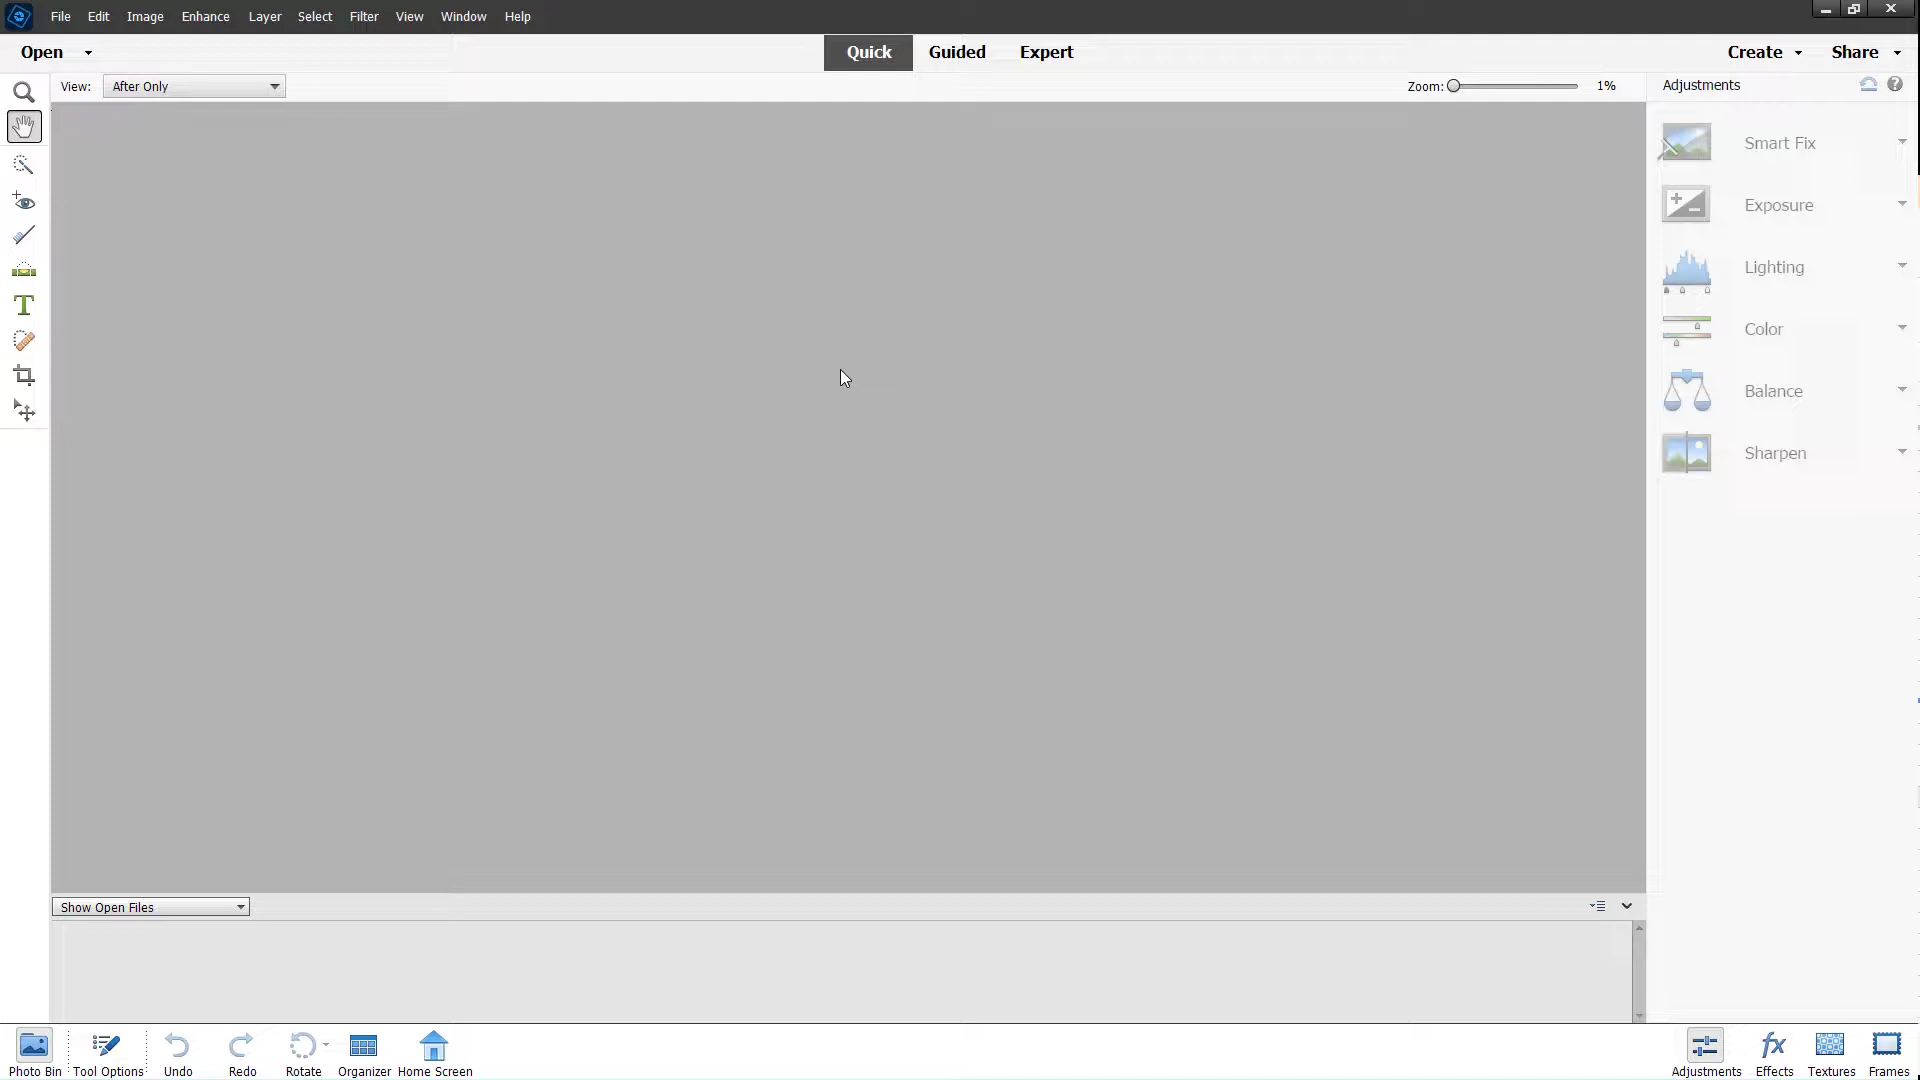 File Edit Image Enhance Layer Select Filter View Window Help
Open Quick Guided Expert Create Share
View: After Only Zoom: 1% Adjustments
Smart Fix
Exposure
Lighting
Color
Balance
Sharpen
Show Open Files
Photo Bin Tool Options Undo Redo Rotate Organizer Home Screen Adjustments Effects Textures Frames